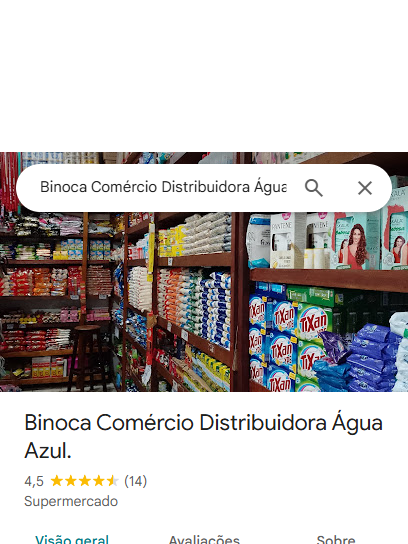 Binoca Comércio Distribuidora Água
PANTENE
TiXan
TiXan
TiXan
TiXan
Binoca Comércio Distribuidora Água
Azul.
4,5 (14)
Supermercado
Visão geral Avaliações Sobre